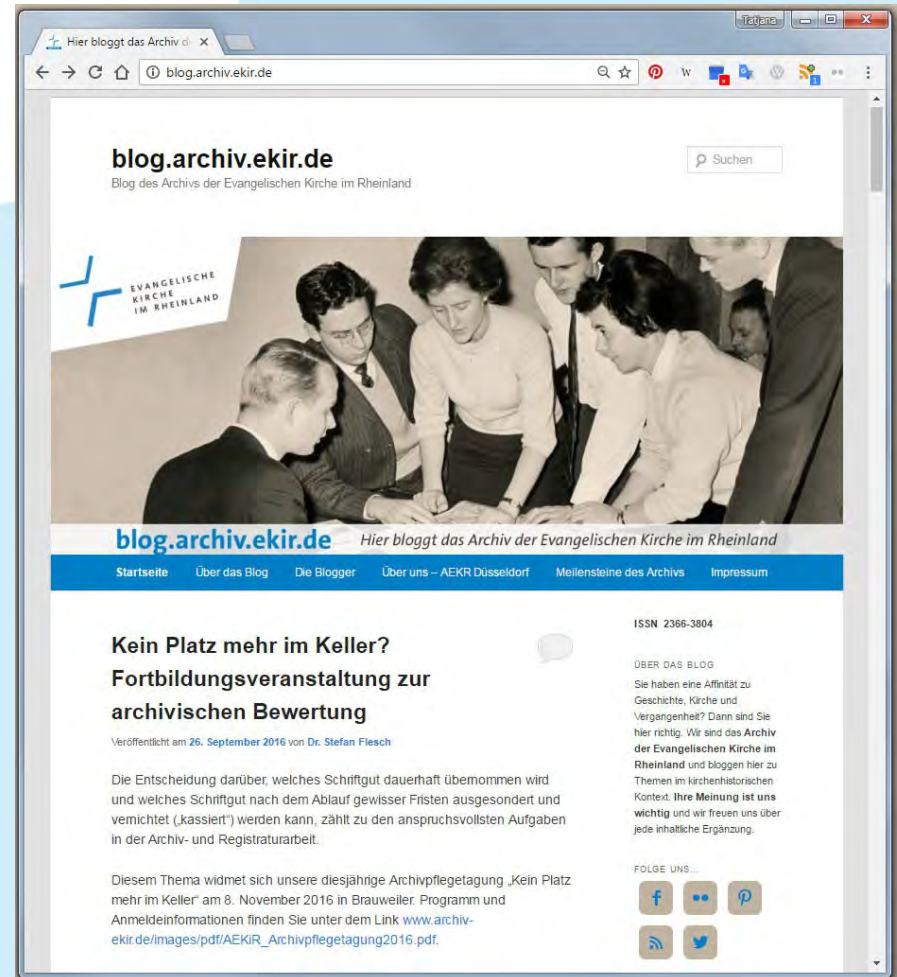 Tatjana
Hier bloggt das Archiv d
blog.archiv.ekir.de
blog.archiv.ekir.de
Blog des Archivs der Evangelischen Kirche im Rheinland
Suchen
EVANGELISCHE
KIRCHE
IM RHEINLAND
blog.archiv.ekir.de Hier bloggt das Archiv der Evangelischen Kirche im Rheinland
Startseite Über das Blog Die Blogger Über uns – AEKR Düsseldorf Meilensteine des Archivs Impressum
Kein Platz mehr im Keller?
Fortbildungsveranstaltung zur
archivischen Bewertung
Veröffentlicht am 26. September 2016 von Dr. Stefan Flesch
Die Entscheidung darüber, welches Schriftgut dauerhaft übernommen wird
und welches Schriftgut nach dem Ablauf gewisser Fristen ausgesondert und
vernichtet („kassiert“) werden kann, zählt zu den anspruchsvollsten Aufgaben
in der Archiv- und Registraturarbeit.
Diesem Thema widmet sich unsere diesjährige Archivpflegetagung „Kein Platz
mehr im Keller“ am 8. November 2016 in Brauweiler. Programm und
Anmeldeinformationen finden Sie unter dem Link www.archiv-
ekir.de/images/pdf/AEKiR_Archivpflegetagung2016.pdf.
ISSN 2366-3804
ÜBER DAS BLOG
Sie haben eine Affinität zu
Geschichte, Kirche und
Vergangenheit? Dann sind Sie
hier richtig. Wir sind das Archiv
der Evangelischen Kirche im
Rheinland und bloggen hier zu
Themen im kirchenhistorischen
Kontext. Ihre Meinung ist uns
wichtig und wir freuen uns über
jede inhaltliche Ergänzung.
FOLGE UNS...